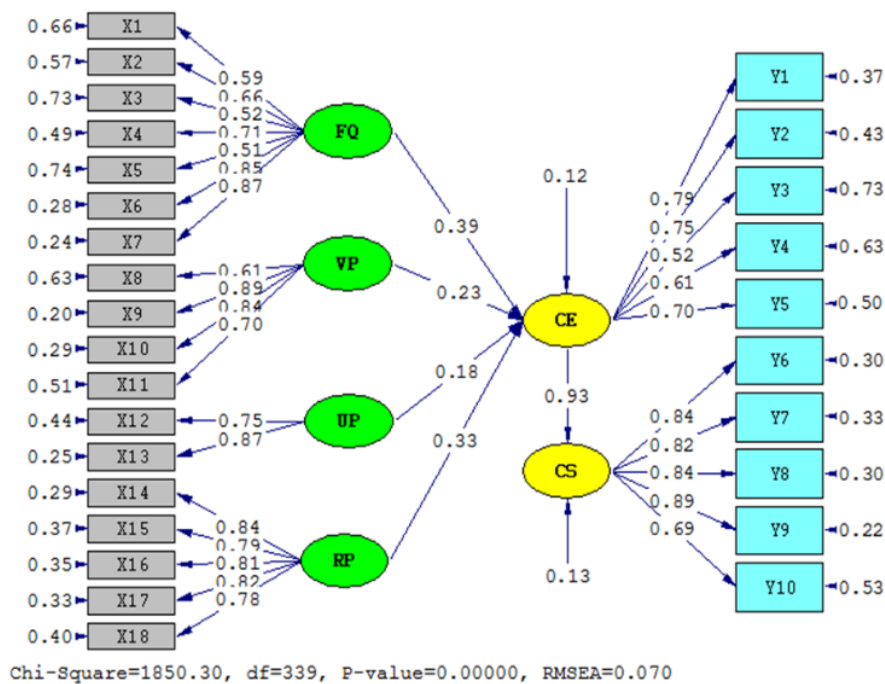 0.66 X1
0.57 X2
0.73 X3
0.49 X4
0.74 X5
0.28 X6
0.24 X7
0.63 X8
0.20 X9
0.29 X10
0.51 X11
0.44 X12
0.25 X13
0.29 X14
0.37 X15
0.35 X16
0.33 X17
0.40 X18
0.59
0.66
0.52
0.71
0.51
0.85
0.87
0.61
0.89
0.84
0.70
0.75
0.87
0.84
0.79
0.81
0.82
0.78
FQ
VP
UP
RP
0.39
0.23
0.18
0.33
0.12
CE
0.93
CS
0.13
0.79
0.75
0.52
0.61
0.70
0.84
0.82
0.84
0.89
0.69
Y1 0.37
Y2 0.43
Y3 0.73
Y4 0.63
Y5 0.50
Y6 0.30
Y7 0.33
Y8 0.30
Y9 0.22
Y10 0.53
Chi-Square=1850.30, df=339, P-value=0.00000, RMSEA=0.070